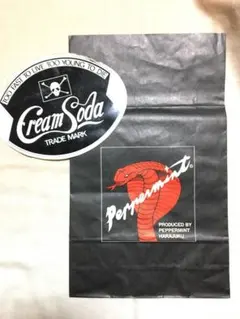 TOO FAST TO LIVE TOO YOUNG TO DIE
Cream Soda
TRADE MARK
Peppermint
PRODUCED BY
PEPPERMINT
HARAJUKU